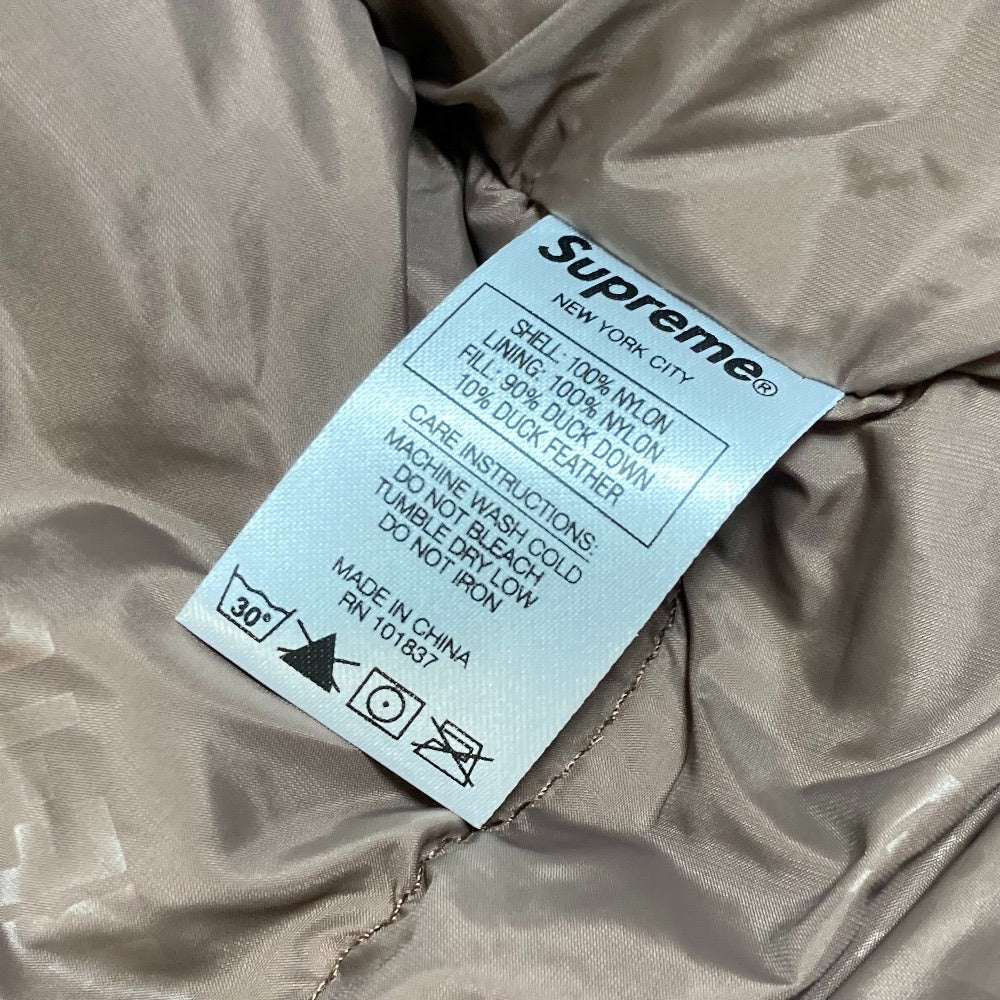 Supreme®
NEW YORK CITY
SHELL: 100% NYLON
LINING: 100% NYLON
FILL: 90% DUCK DOWN
10% DUCK FEATHER
CARE INSTRUCTIONS:
MACHINE WASH COLD
DO NOT BLEACH
TUMBLE DRY LOW
DO NOT IRON
MADE IN CHINA
RN 101837
30°